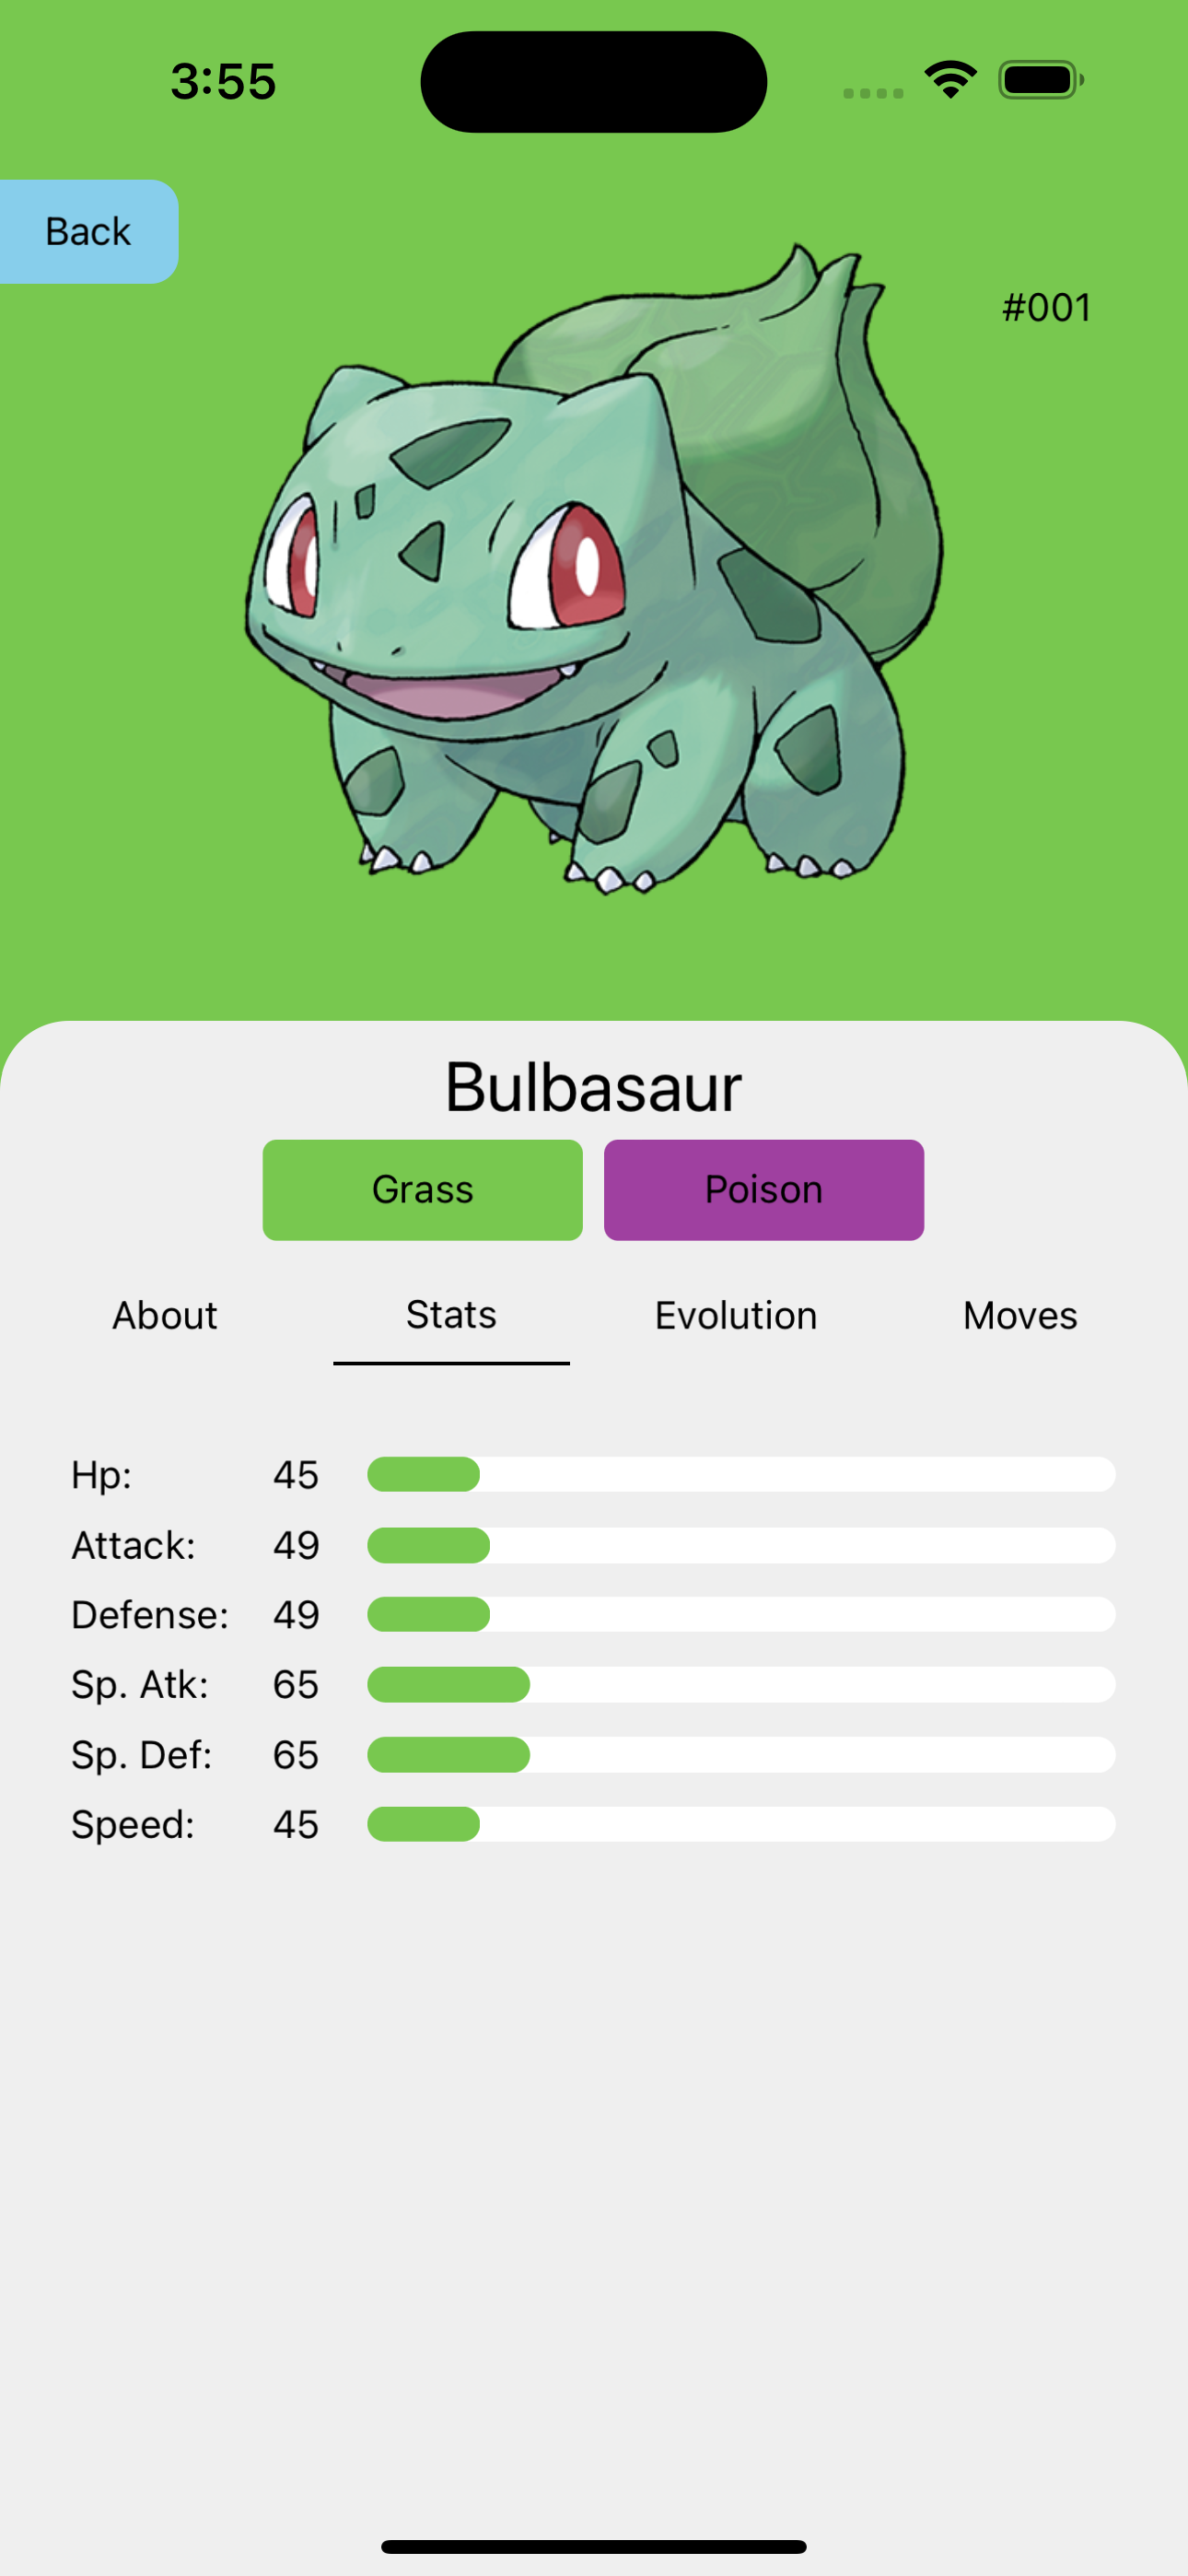 3:55
Back
#001
Bulbasaur
Grass Poison
About Stats Evolution Moves
Hp: 45
Attack: 49
Defense: 49
Sp. Atk: 65
Sp. Def: 65
Speed: 45